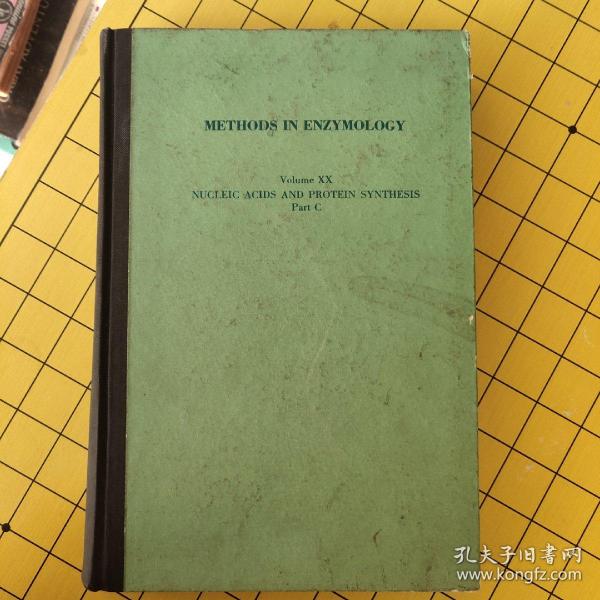 METHODS IN ENZYMOLOGY
Volume XX
NUCLEIC ACIDS AND PROTEIN SYNTHESIS
Part C
孔夫子旧书网
www.kongfz.com